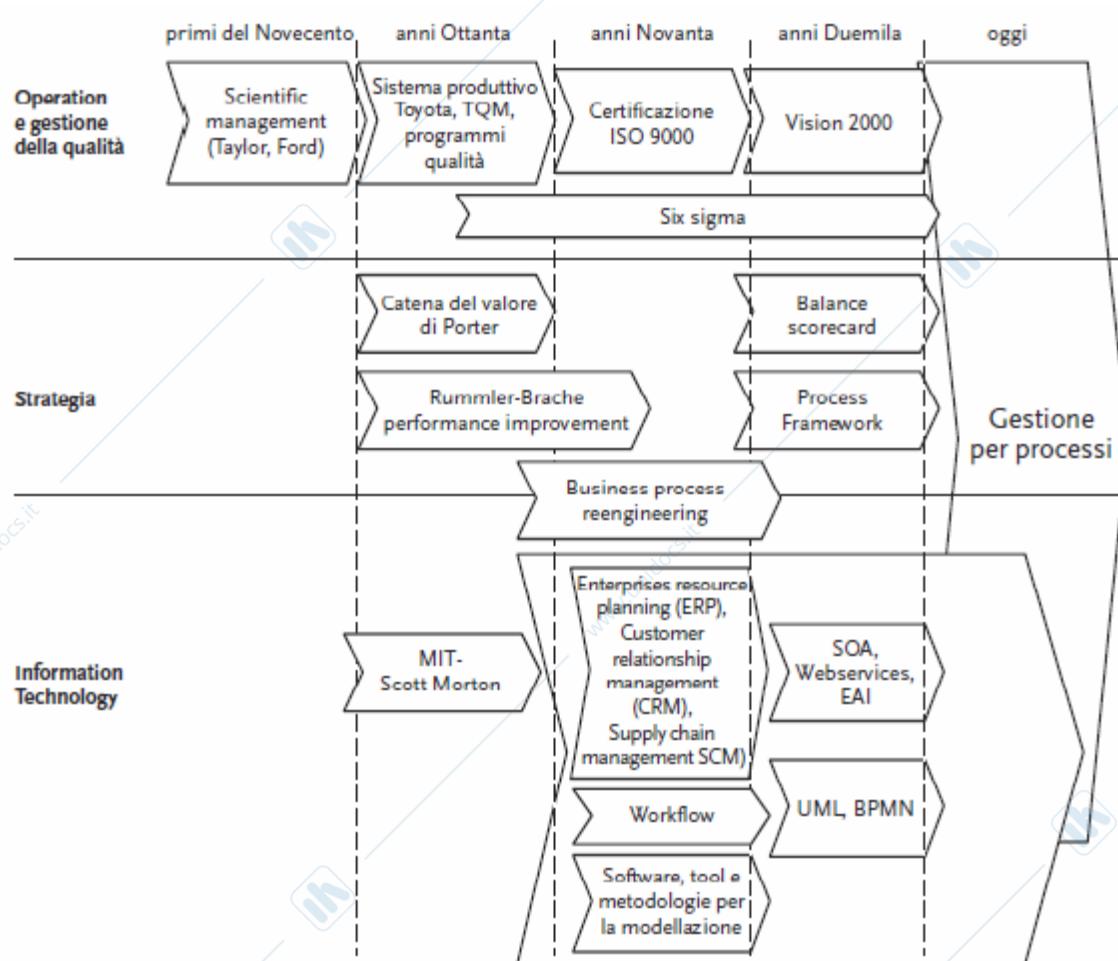 primi del Novecento
anni Ottanta
anni Novanta
anni Duemila
oggi
Operation
e gestione
della qualità
Scientific
management
(Taylor, Ford)
Sistema produttivo
Toyota, TQM,
programmi
qualità
Certificazione
ISO 9000
Vision 2000
Six sigma
Strategia
Catena del valore
di Porter
Balance
scorecard
Rummler-Brache
performance improvement
Process
Framework
Gestione
per processi
Business process
reengineering
Information
Technology
MIT-
Scott Morton
Enterprises resource
planning (ERP),
Customer
relationship
management
(CRM),
Supply chain
management SCM)
SOA,
Webservices,
EAI
Workflow
UML, BPMN
Software, tool e
metodologie per
la modellazione